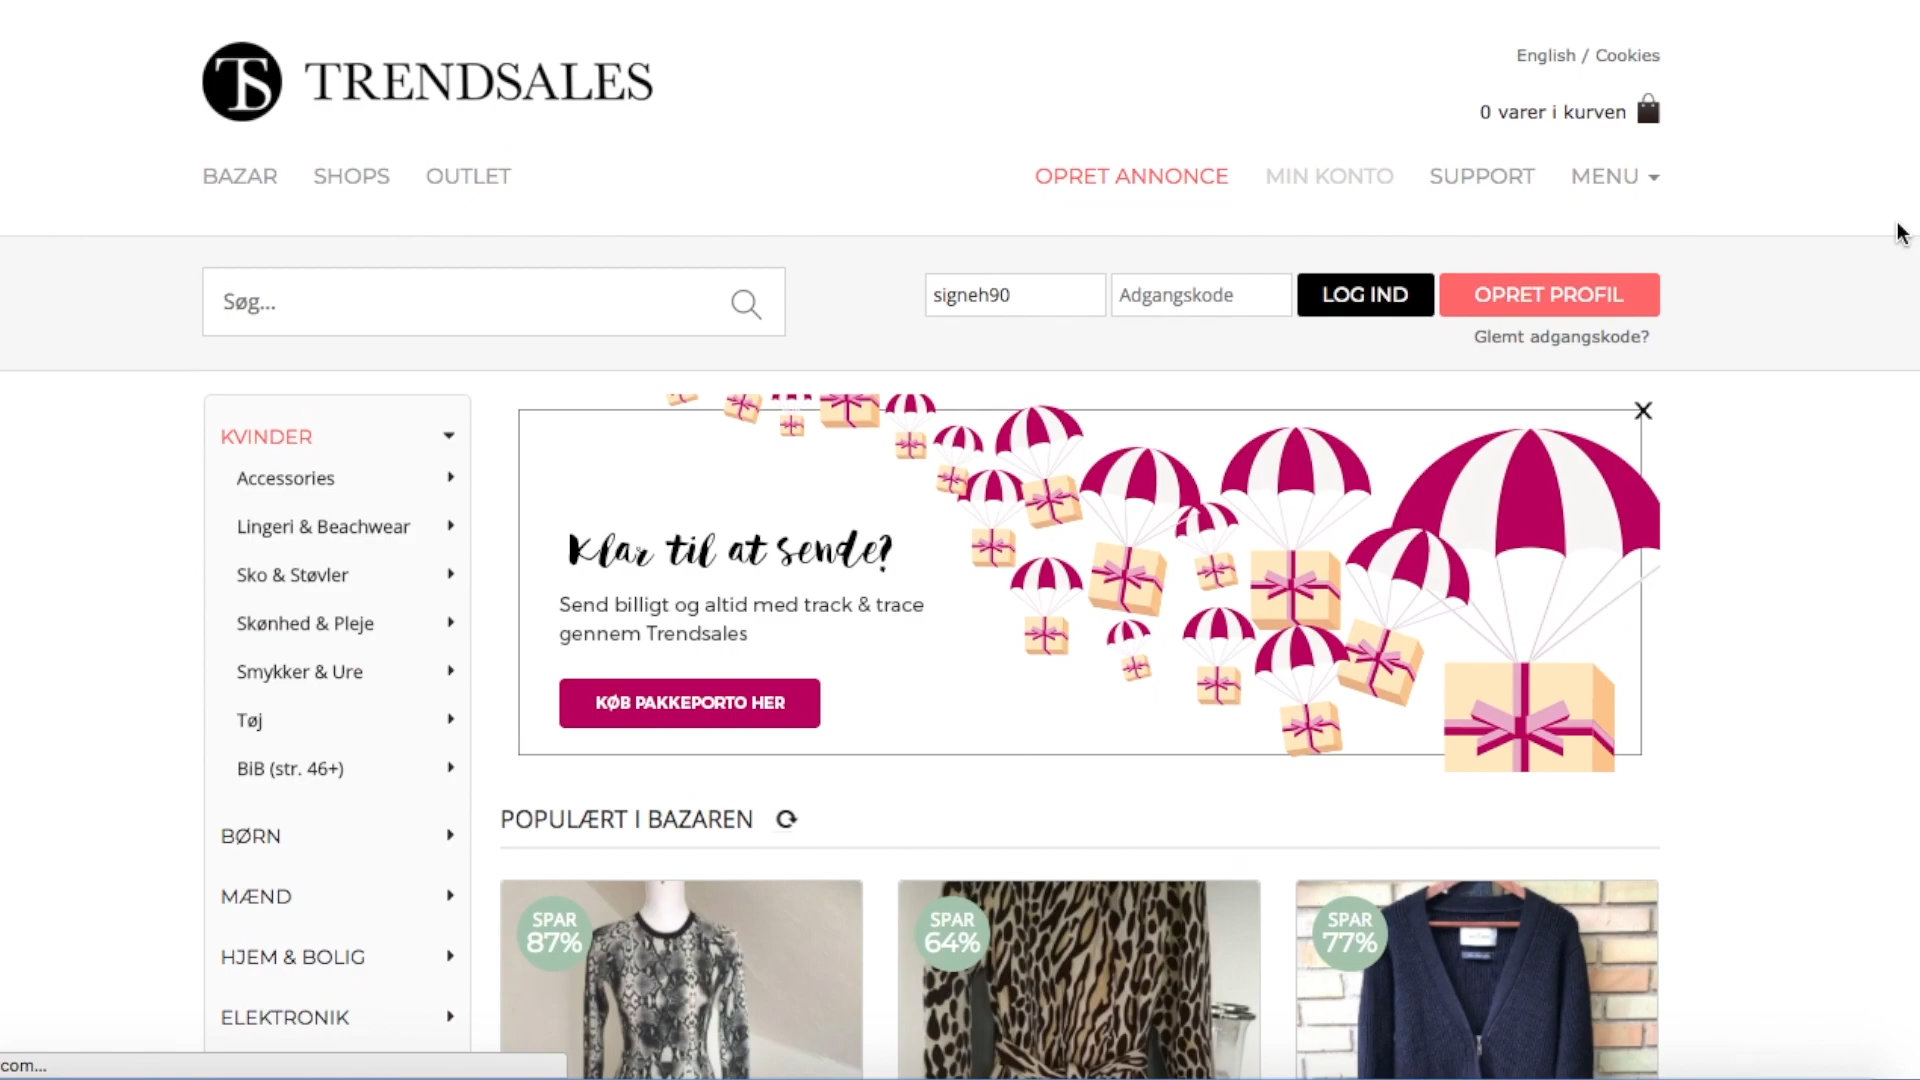 TS TRENDSALES
English / Cookies
0 varer i kurven
BAZAR SHOPS OUTLET
OPRET ANNONCE MIN KONTO SUPPORT MENU
Søg...
signeh90 Adgangskode LOG IND OPRET PROFIL
Glemt adgangskode?
KVINDER
Accessories
Lingeri & Beachwear
Sko & Støvler
Skønhed & Pleje
Smykker & Ure
Tøj
BiB (str. 46+)
BØRN
MÆND
HJEM & BOLIG
ELEKTRONIK
Klar til at sende?
Send billigt og altid med track & trace
gennem Trendsales
KØB PAKKEPORTO HER
POPULÆRT I BAZAREN
SPAR
87%
SPAR
64%
SPAR
77%
com...